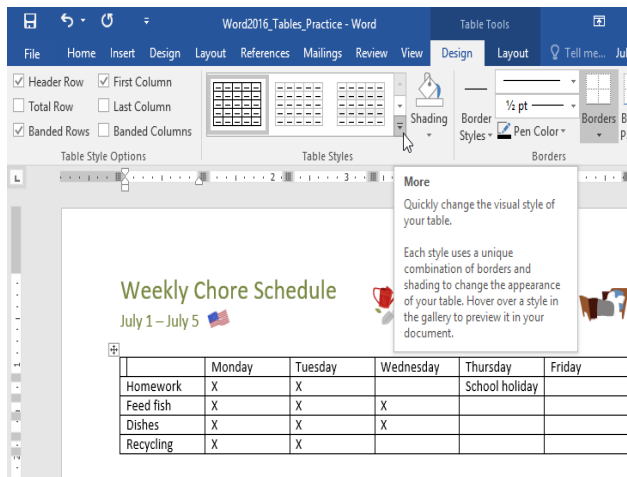 Word2016_Tables_Practice - Word
Table Tools
File Home Insert Design Layout References Mailings Review View Design Layout Tell me...
Header Row First Column
Total Row Last Column
Banded Rows Banded Columns
Table Style Options
Table Styles
Shading
Border Styles
½ pt
Pen Color
Borders
Borders
2 3
More
Quickly change the visual style of
your table.
Each style uses a unique
combination of borders and
shading to change the appearance
of your table. Hover over a style in
the gallery to preview it in your
document.
Weekly Chore Schedule
July 1 – July 5
Monday Tuesday Wednesday Thursday Friday
Homework X X School holiday
Feed fish X X X
Dishes X X X
Recycling X X